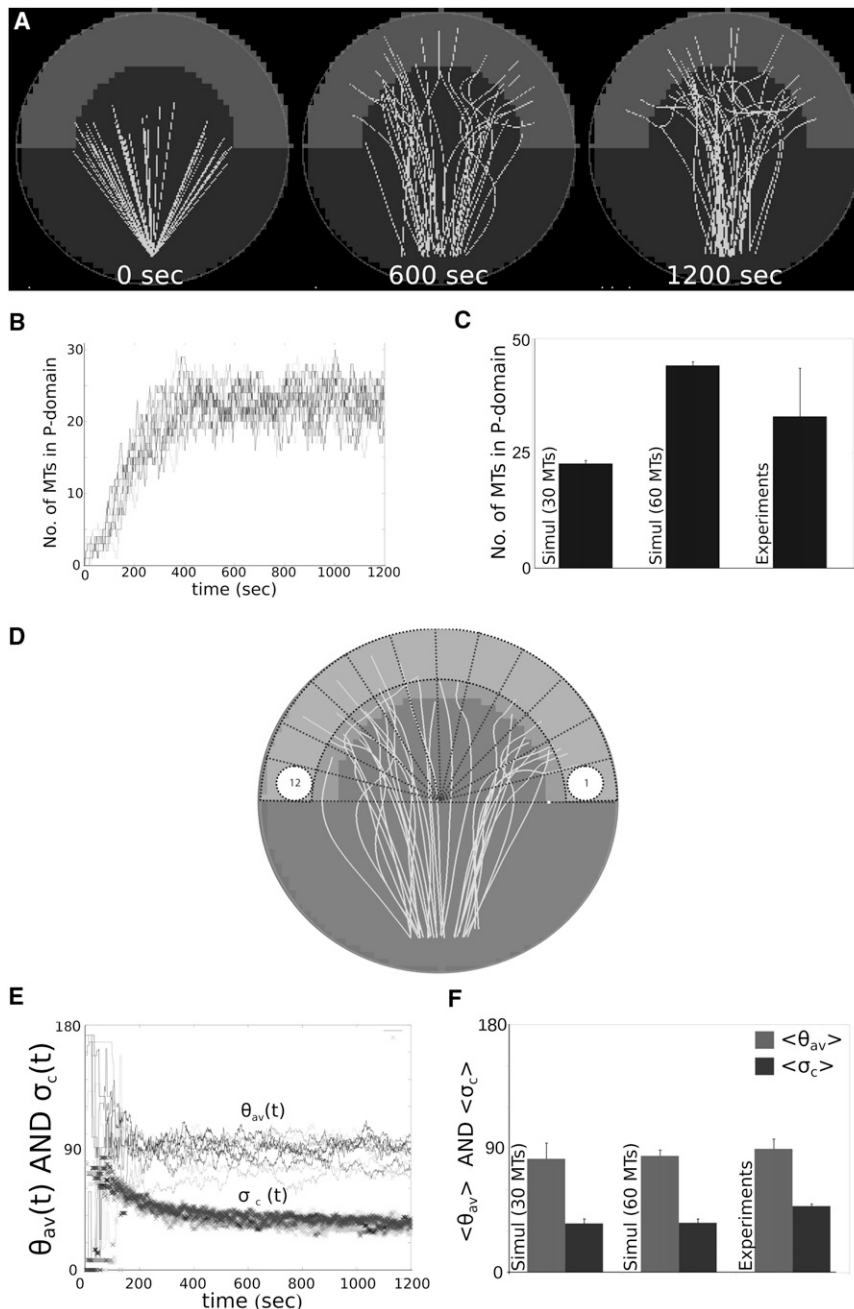 A
0 sec
600 sec
1200 sec
B
No. of MTs in P-domain
30
20
10
0
0 200 400 600 800 1000 1200
time (sec)
C
No. of MTs in P-domain
50
25
0
Simul (30 MTs)
Simul (60 MTs)
Experiments
D
12
1
E
θav(t) AND σc(t)
180
90
0
θav(t)
σc (t)
0 200 400 600 800 1000 1200
time (sec)
F
<θav> AND <σc>
180
90
0
<θav>
<σc>
Simul (30 MTs)
Simul (60 MTs)
Experiments